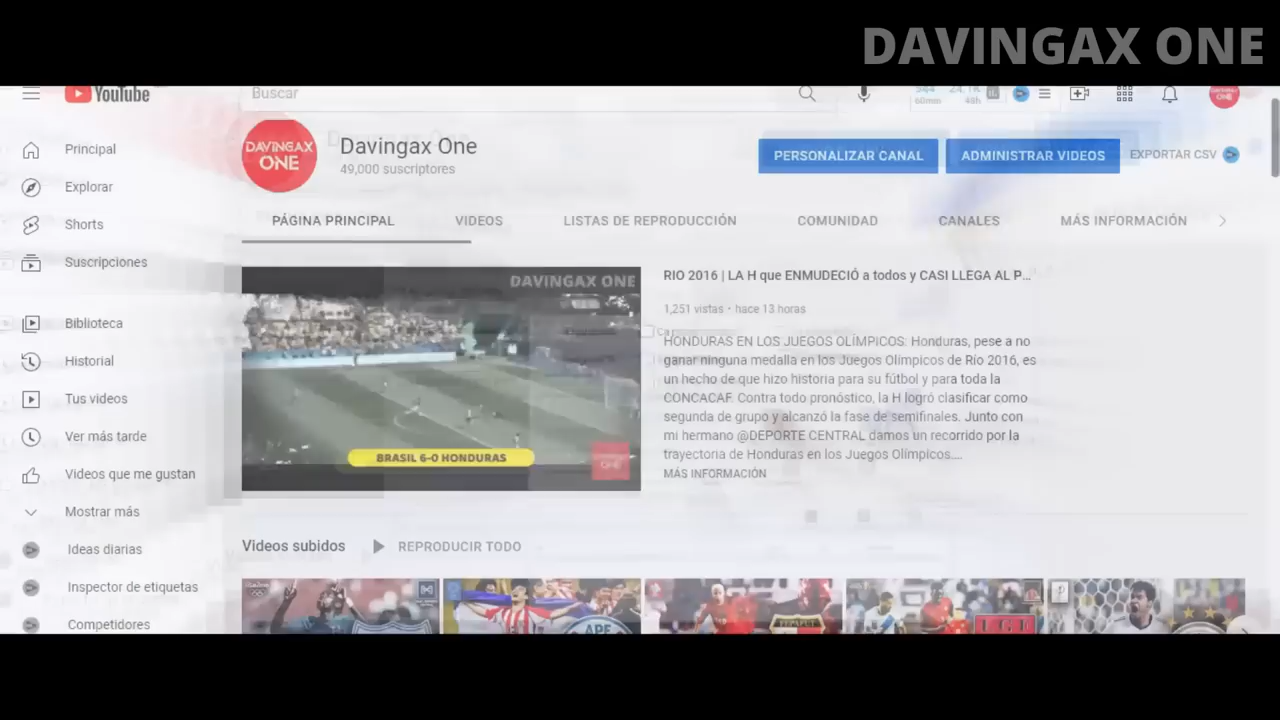 DAVINGAX ONE
YouTube
Buscar
60min
48h
DAVINGAX ONE
Davingax One
49,000 suscriptores
PERSONALIZAR CANAL
ADMINISTRAR VIDEOS
EXPORTAR CSV
Principal
Explorar
Shorts
Suscripciones
Biblioteca
Historial
Tus videos
Ver más tarde
Videos que me gustan
Mostrar más
Ideas diarias
Inspector de etiquetas
Competidores
PÁGINA PRINCIPAL
VIDEOS
LISTAS DE REPRODUCCIÓN
COMUNIDAD
CANALES
MÁS INFORMACIÓN
DAVINGAX ONE
BRASIL 6-0 HONDURAS
RIO 2016 | LA H que ENMUDECIÓ a todos y CASI LLEGA AL P...
1,251 vistas • hace 13 horas
HONDURAS EN LOS JUEGOS OLÍMPICOS: Honduras, pese a no
ganar ninguna medalla en los Juegos Olímpicos de Río 2016, es
un hecho de que hizo historia para su fútbol y para toda la
CONCACAF. Contra todo pronóstico, la H logró clasificar como
segunda de grupo y alcanzó la fase de semifinales. Junto con
mi hermano @DEPORTE CENTRAL damos un recorrido por la
trayectoria de Honduras en los Juegos Olímpicos....
MÁS INFORMACIÓN
Videos subidos
REPRODUCIR TODO